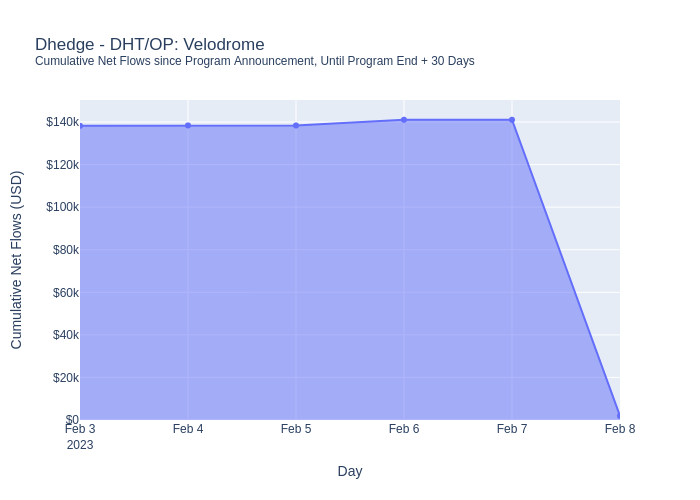 Dhedge - DHT/OP: Velodrome
Cumulative Net Flows since Program Announcement, Until Program End + 30 Days
Cumulative Net Flows (USD)
$140k
$120k
$100k
$80k
$60k
$40k
$20k
$0
Feb 3
2023
Feb 4
Feb 5
Feb 6
Feb 7
Feb 8
Day